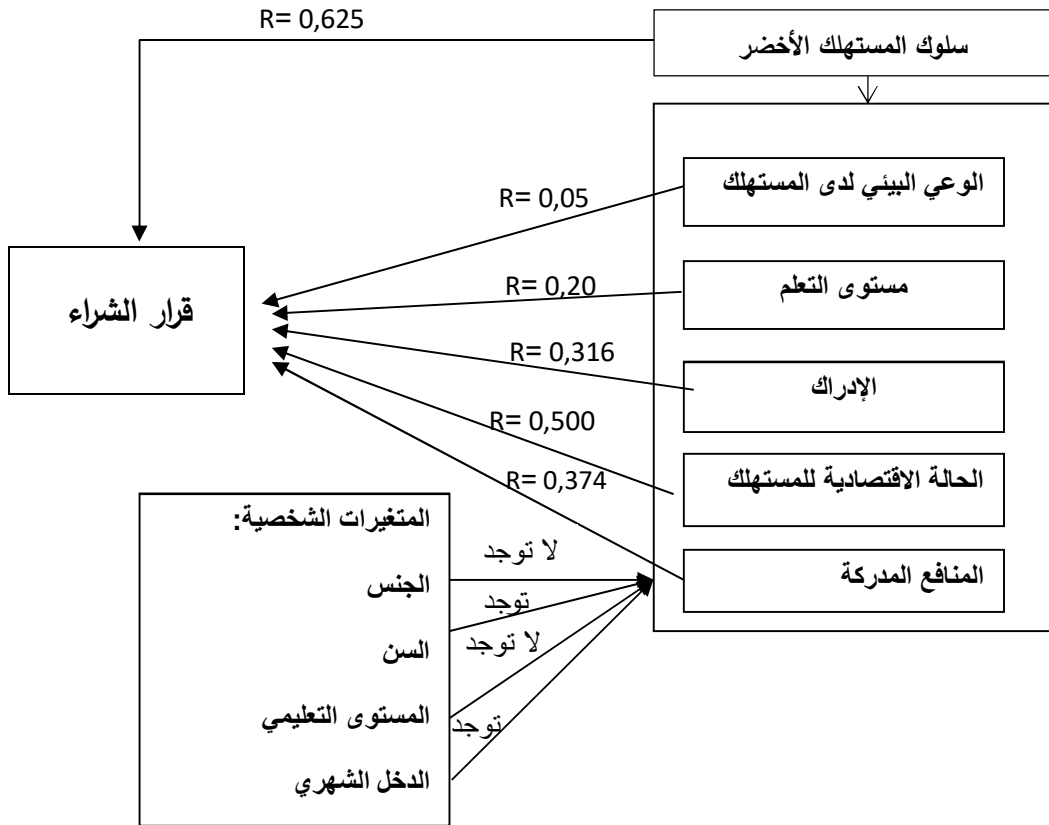 R= 0,625
سلوك المستهلك الأخضر
الوعي البيئي لدى المستهلك
R= 0,05
مستوى التعلم
R= 0,20
قرار الشراء
الإدراك
R= 0,316
الحالة الاقتصادية للمستهلك
R= 0,500
المنافع المدركة
R= 0,374
المتغيرات الشخصية:
لا توجد
الجنس
توجد
السن
لا توجد
المستوى التعليمي
توجد
الدخل الشهري